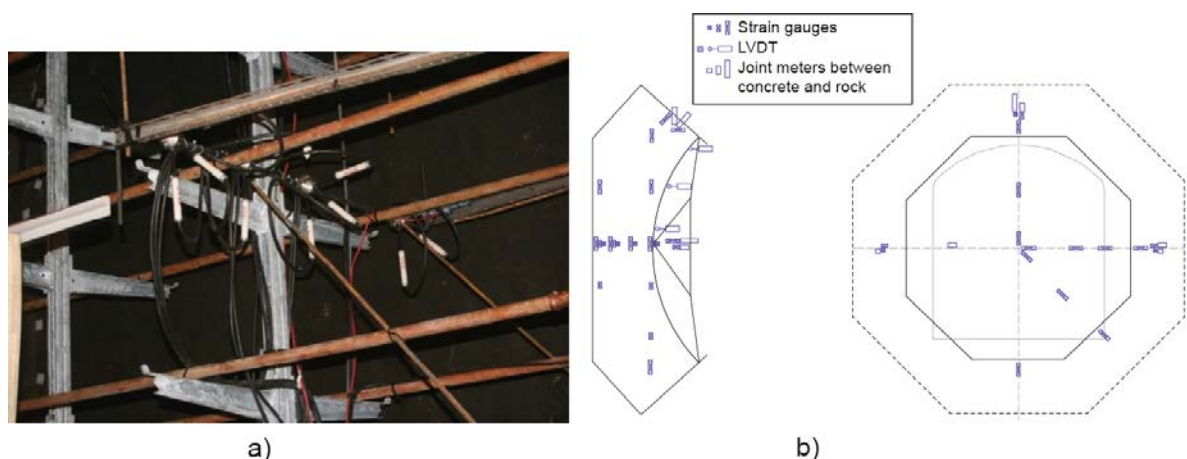 Strain gauges
LVDT
Joint meters between
concrete and rock
a)
b)